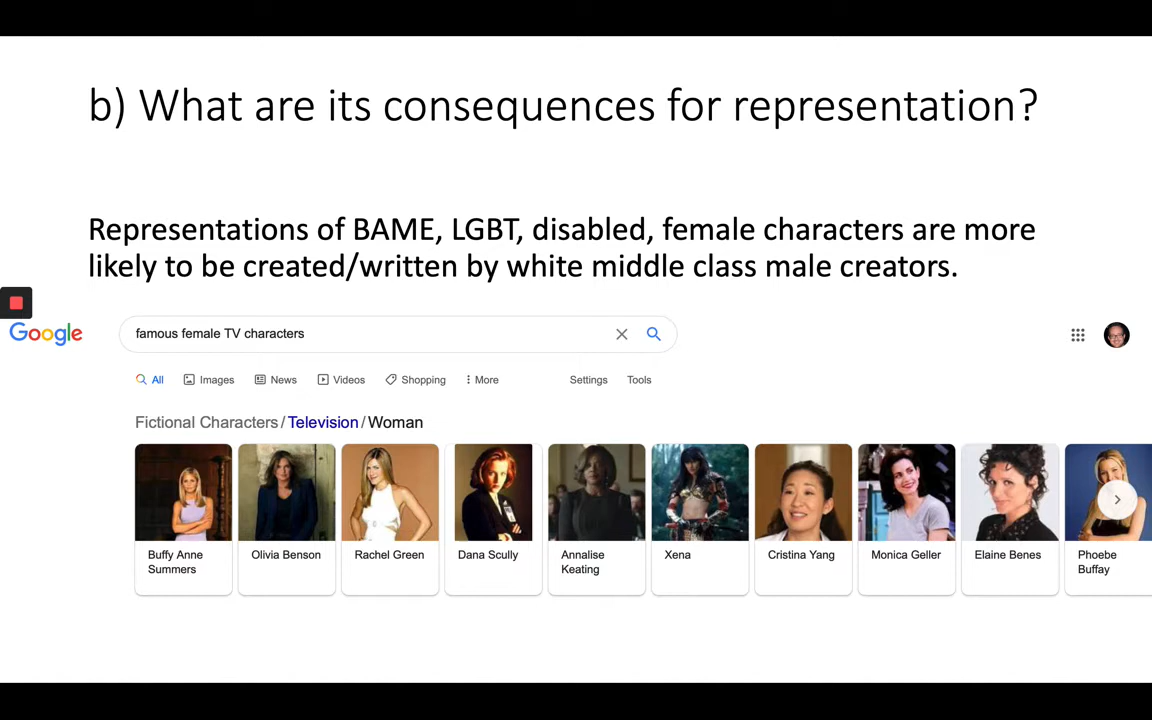 b) What are its consequences for representation?
Representations of BAME, LGBT, disabled, female characters are more
likely to be created/written by white middle class male creators.
Google
famous female TV characters
All Images News Videos Shopping More Settings Tools
Fictional Characters / Television / Woman
Buffy Anne Summers
Olivia Benson
Rachel Green
Dana Scully
Annalise Keating
Xena
Cristina Yang
Monica Geller
Elaine Benes
Phoebe Buffay